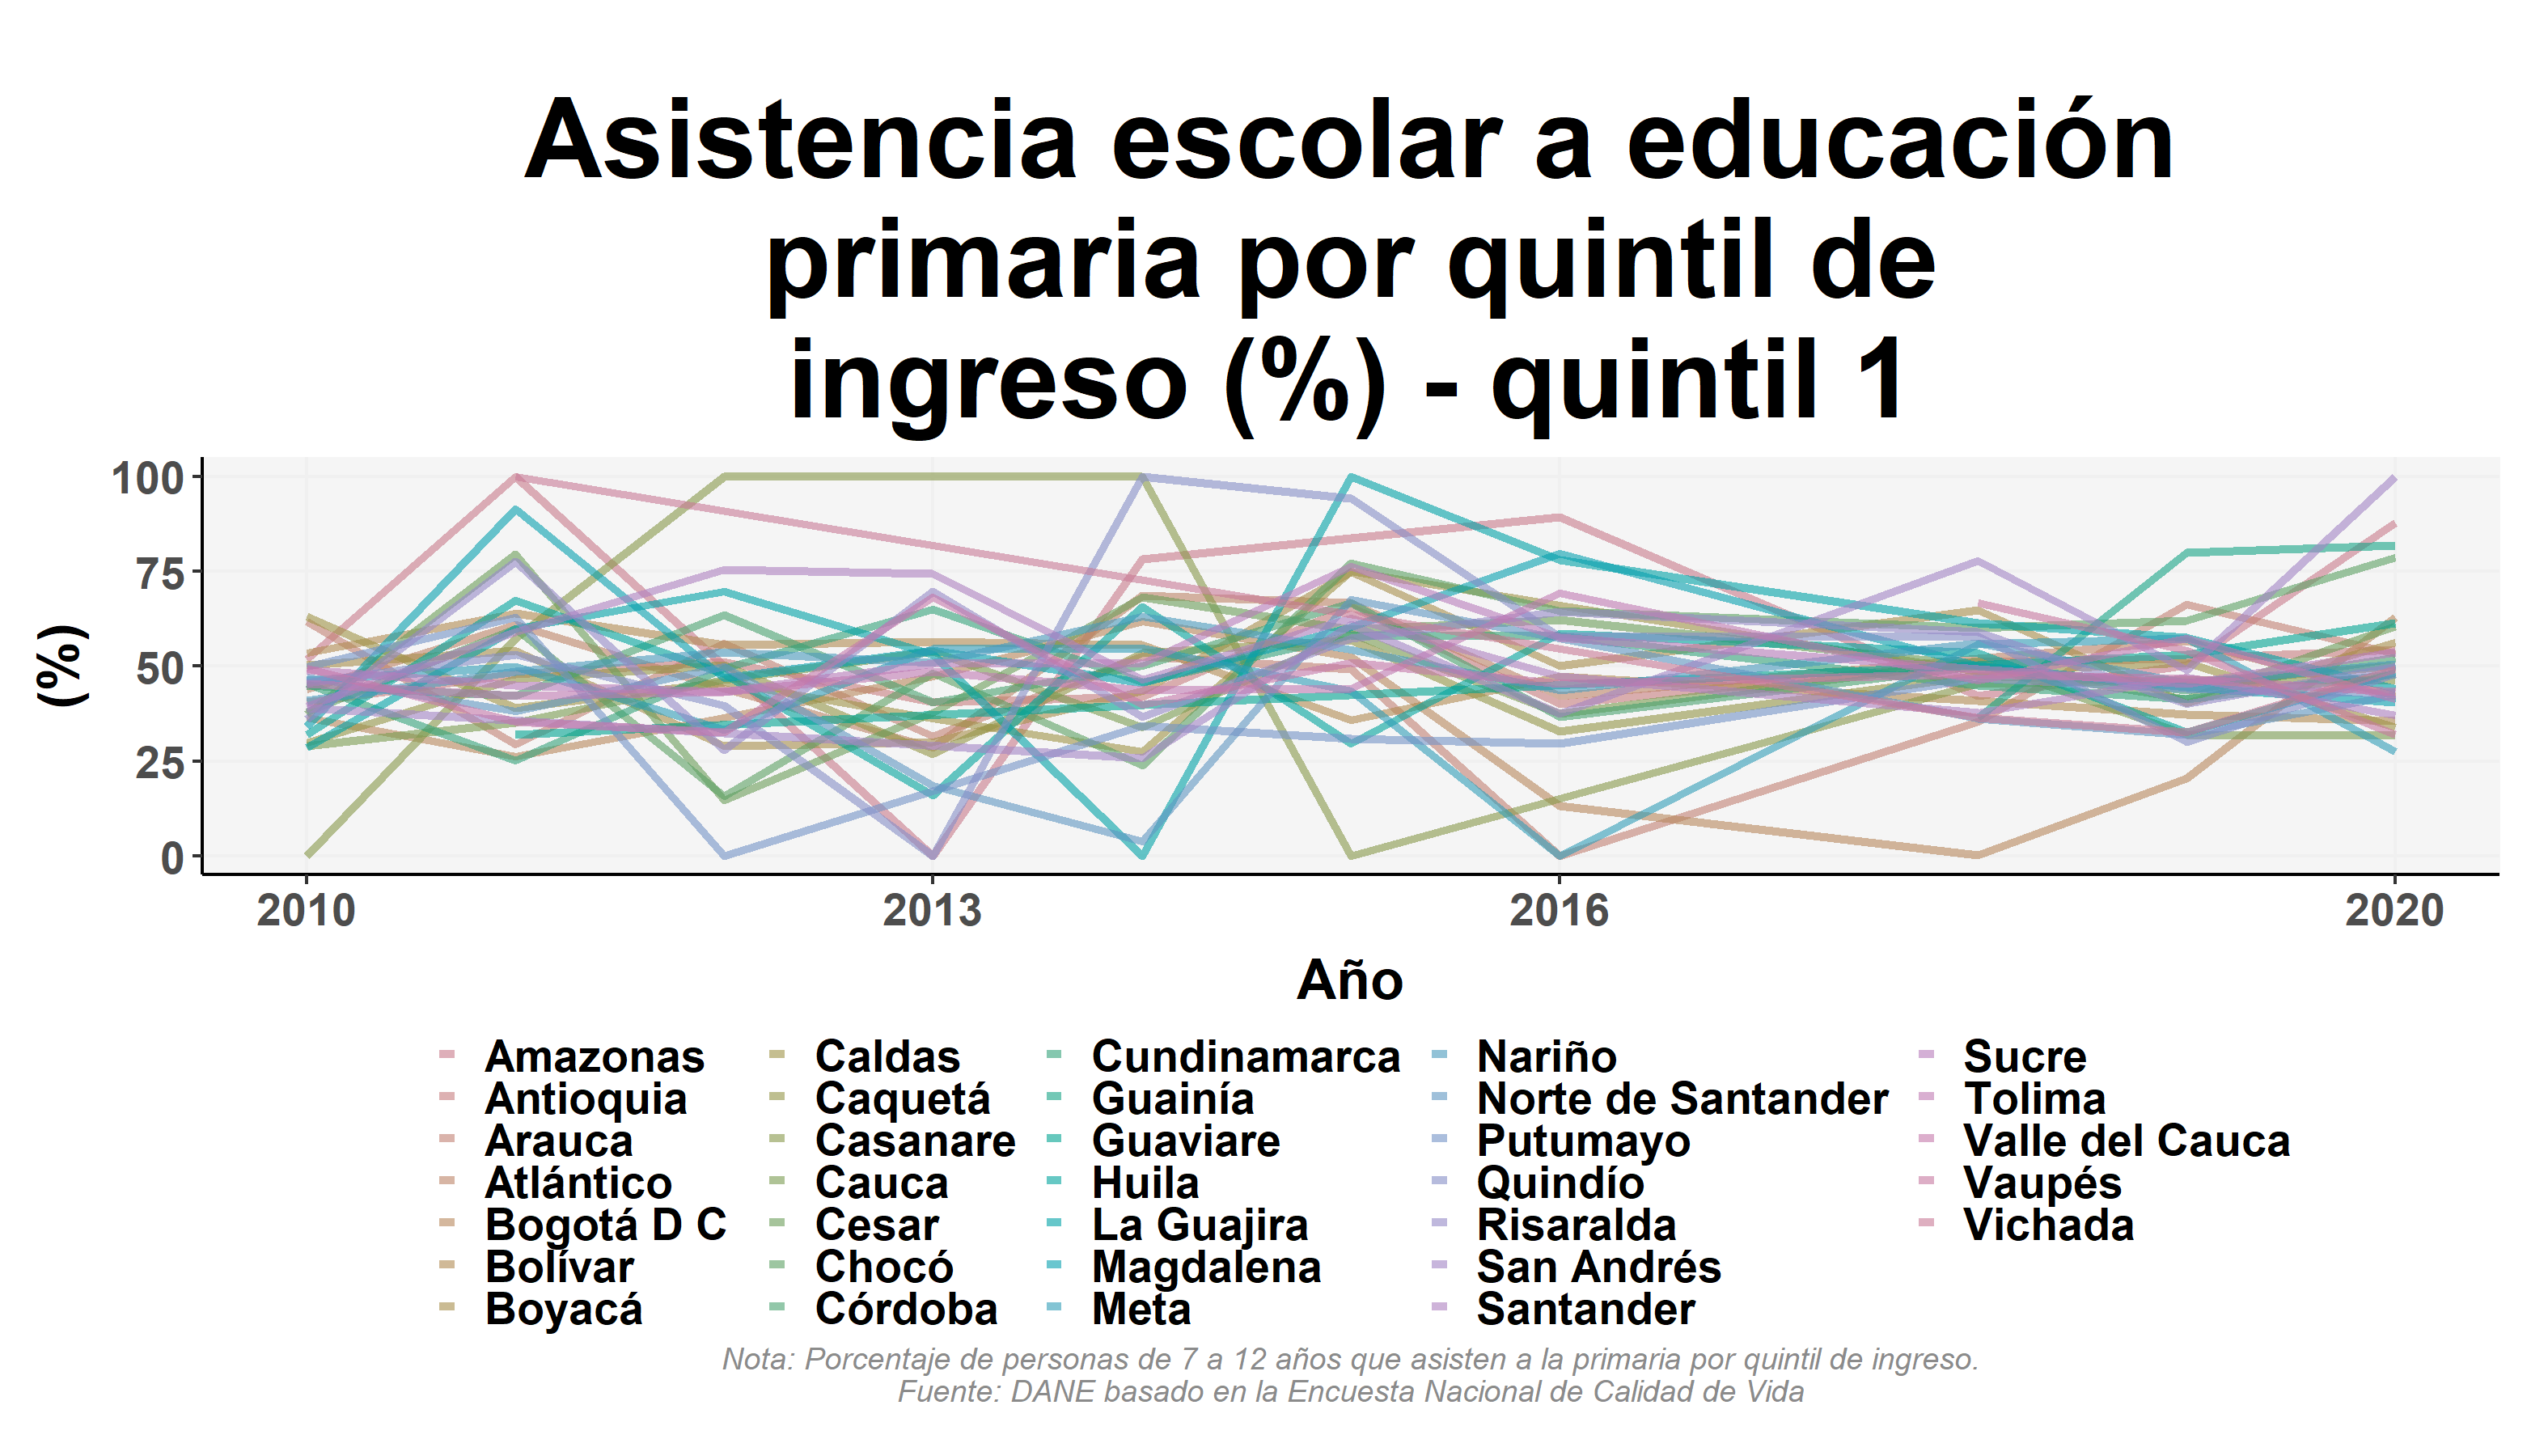 Asistencia escolar a educación
primaria por quintil de
ingreso (%) - quintil 1
(%)
100
75
50
25
0
2010 2013 2016 2020
Año
Amazonas Caldas Cundinamarca Nariño Sucre
Antioquia Caquetá Guainía Norte de Santander Tolima
Arauca Casanare Guaviare Putumayo Valle del Cauca
Atlántico Cauca Huila Quindío Vaupés
Bogotá D C Cesar La Guajira Risaralda Vichada
Bolívar Chocó Magdalena San Andrés
Boyacá Córdoba Meta Santander
Nota: Porcentaje de personas de 7 a 12 años que asisten a la primaria por quintil de ingreso.
Fuente: DANE basado en la Encuesta Nacional de Calidad de Vida